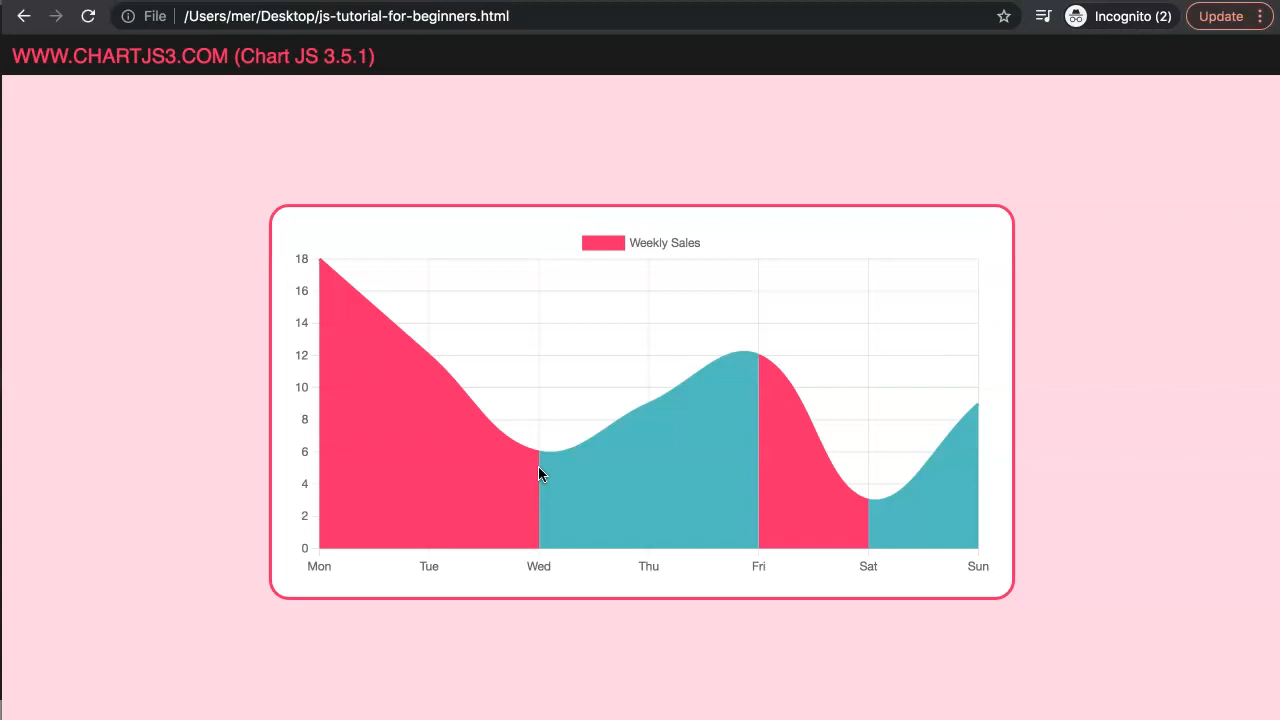 File /Users/mer/Desktop/js-tutorial-for-beginners.html Incognito (2) Update
WWW.CHARTJS3.COM (Chart JS 3.5.1)
Weekly Sales
18
16
14
12
10
8
6
4
2
0
Mon Tue Wed Thu Fri Sat Sun